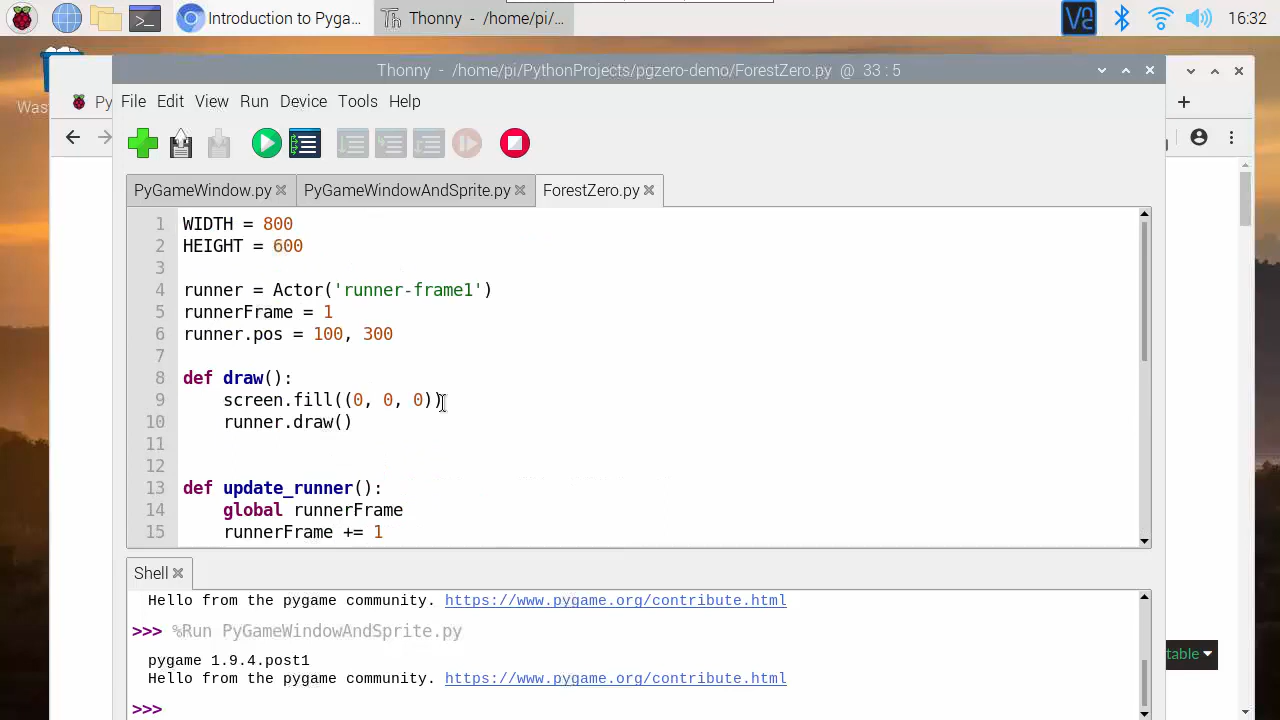 Introduction to Pyga...
Thonny - /home/pi/...
16:32
Was
Thonny - /home/pi/PythonProjects/pgzero-demo/ForestZero.py @ 33 : 5
Py
File Edit View Run Device Tools Help
PyGameWindow.py PyGameWindowAndSprite.py ForestZero.py
1 WIDTH = 800
2 HEIGHT = 600
3
4 runner = Actor('runner-frame1')
5 runnerFrame = 1
6 runner.pos = 100, 300
7
8 def draw():
9 screen.fill((0, 0, 0))
10 runner.draw()
11
12
13 def update_runner():
14 global runnerFrame
15 runnerFrame += 1
Shell
Hello from the pygame community. https://www.pygame.org/contribute.html
>>> %Run PyGameWindowAndSprite.py
pygame 1.9.4.post1
Hello from the pygame community. https://www.pygame.org/contribute.html
>>>
table